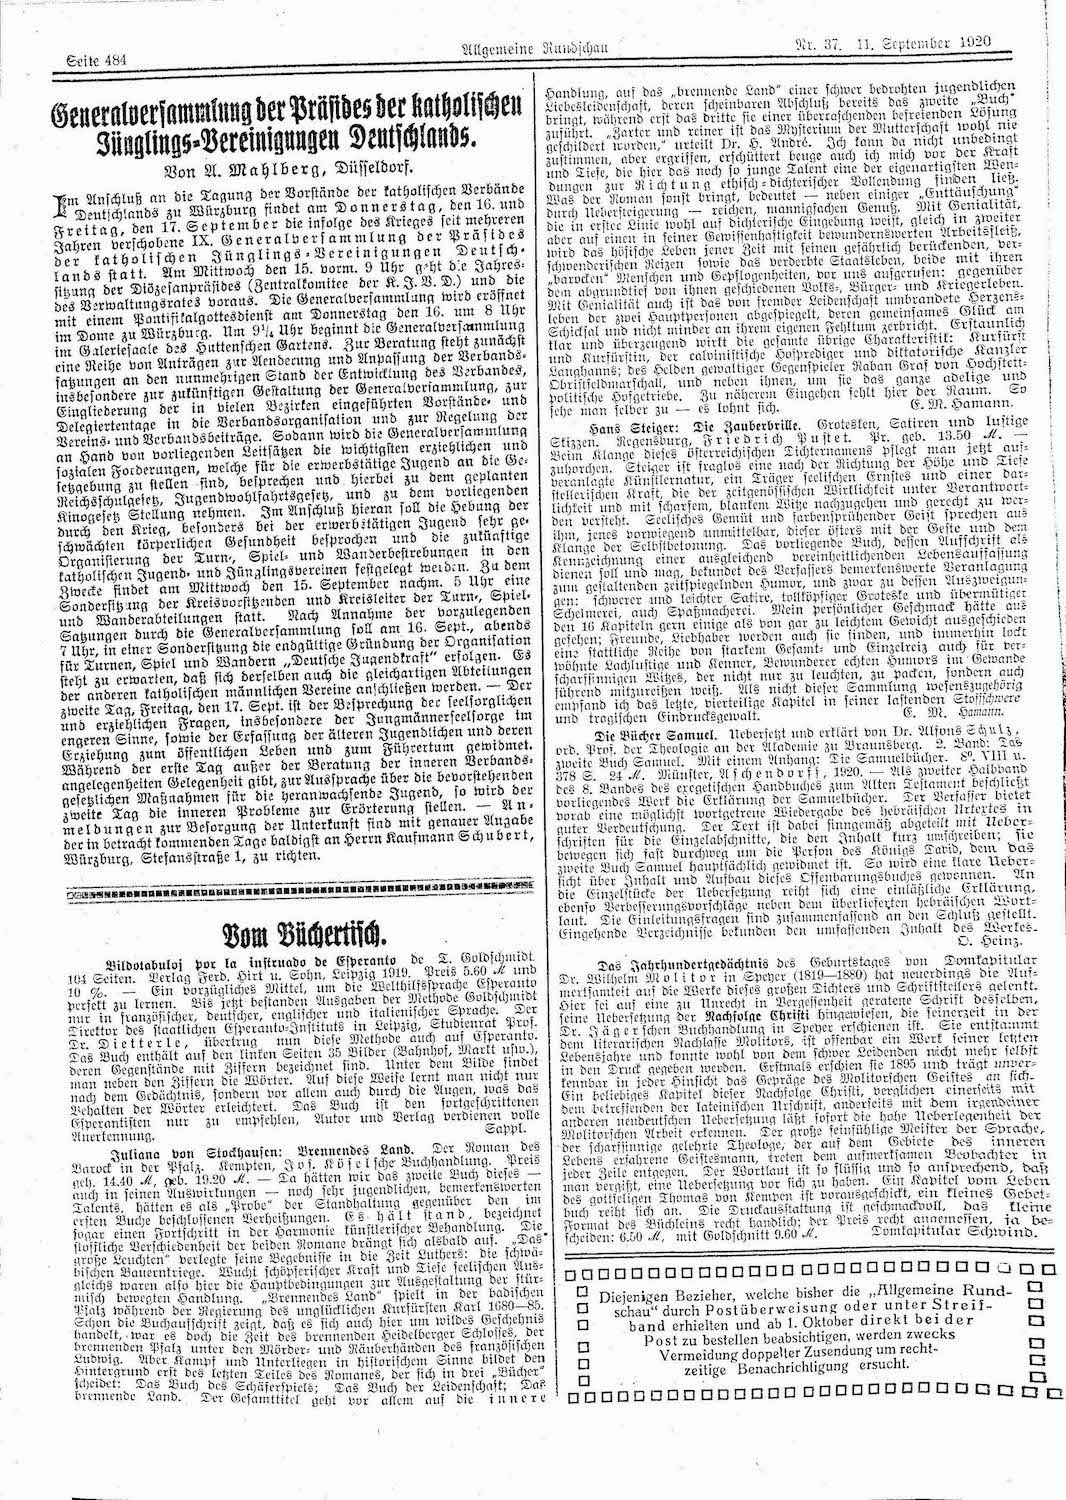 Seite 484
Allgemeine Rundschau
Nr. 37. 11. September 1920
Generalversammlung der Präsides der katholischen
Jünglings-Vereinigungen Deutschlands.
Von A. Mahlberg, Düsseldorf.
Im Anschluß an die Tagung der Vorstände der katholischen Verbände
Deutschlands zu Würzburg findet am Donnerstag, den 16. und
Freitag, den 17. September die infolge des Krieges seit mehreren
Jahren verschobene IX. Generalversammlung der Präsides
der katholischen Jünglings-Vereinigungen Deutsch-
lands statt. Am Mittwoch den 15. vorm. 9 Uhr geht die Jahres-
sitzung der Diözesanpräsides (Zentralkomitee der K. J. V. D.) und die
des Verwaltungsrates voraus. Die Generalversammlung wird eröffnet
mit einem Pontifikalgottesdienst am Donnerstag den 16. um 8 Uhr
im Dome zu Würzburg. Um 9¼ Uhr beginnt die Generalversammlung
im Galeriesaale des Huttenschen Gartens. Zur Beratung steht zunächst
eine Reihe von Anträgen zur Aenderung und Anpassung der Verbands-
satzungen an den nunmehrigen Stand der Entwicklung des Verbandes,
insbesondere zur zukünftigen Gestaltung der Generalversammlung, zur
Eingliederung der in vielen Bezirken eingeführten Vorstände- und
Delegiertentage in die Verbandsorganisation und zur Regelung der
Vereins- und Verbandsbeiträge. Sodann wird die Generalversammlung
an Hand von vorliegenden Leitsätzen die wichtigsten erziehlichen und
sozialen Forderungen, welche für die erwerbstätige Jugend an die Ge-
setzgebung zu stellen sind, besprechen und hierbei zu dem geplanten
Reichsschulgesetz, Jugendwohlfahrtsgesetz, und zu dem vorliegenden
Kinogesetz Stellung nehmen. Im Anschluß hieran soll die Hebung der
durch den Krieg, besonders bei der erwerbstätigen Jugend sehr ge-
schwächten körperlichen Gesundheit besprochen und die zukünftige
Organisierung der Turn-, Spiel- und Wanderbestrebungen in den
katholischen Jugend- und Jünglingsvereinen festgelegt werden. Zu dem
Zwecke findet am Mittwoch den 15. September nachm. 5 Uhr eine
Sondersitzung der Kreisvorsitzenden und Kreisleiter der Turn-, Spiel-
und Wanderabteilungen statt. Nach Annahme der vorzulegenden
Satzungen durch die Generalversammlung soll am 16. Sept., abends
7 Uhr, in einer Sondersitzung die endgültige Gründung der Organisation
für Turnen, Spiel und Wandern „Deutsche Jugendkraft“ erfolgen. Es
steht zu erwarten, daß sich derselben auch die gleichartigen Abteilungen
der anderen katholischen männlichen Vereine anschließen werden. — Der
zweite Tag, Freitag, den 17. Sept. ist der Besprechung der seelsorglichen
und erziehlichen Fragen, insbesondere der Jungmännerseelsorge im
engeren Sinne, sowie der Erfassung der älteren Jugendlichen und deren
Erziehung zum öffentlichen Leben und zum Führertum gewidmet.
Während der erste Tag außer der Beratung der inneren Verbands-
angelegenheiten Gelegenheit gibt, zur Aussprache über die bevorstehenden
gesetzlichen Maßnahmen für die heranwachsende Jugend, so wird der
zweite Tag die inneren Probleme zur Erörterung stellen. — An-
meldungen zur Besorgung der Unterkunft sind mit genauer Angabe
der in betracht kommenden Tage baldigst an Herrn Kaufmann Schubert,
Würzburg, Stefansstraße 1, zu richten.
Vom Büchertisch.
Bildotabuloj por la instruado de Esperanto de T. Goldschmidt.
104 Seiten. Verlag Ferd. Hirt u. Sohn, Leipzig 1919. Preis 5.60 M und
10 %. — Ein vorzügliches Mittel, um die Welthilfssprache Esperanto
perfekt zu lernen. Bis jetzt bestanden Ausgaben der Methode Goldschmidt
nur in französischer, deutscher, englischer und italienischer Sprache. Der
Direktor des staatlichen Esperanto-Instituts in Leipzig, Studienrat Prof.
Dr. Dietterle, übertrug nun diese Methode auch auf Esperanto.
Das Buch enthält auf den linken Seiten 35 Bilder (Bahnhof, Markt usw.),
deren Gegenstände mit Ziffern bezeichnet sind. Unter dem Bilde findet
man neben den Ziffern die Wörter. Auf diese Weise lernt man nicht nur
nach dem Gedächtnis, sondern vor allem auch durch die Augen, was das
Behalten der Wörter erleichtert. Das Buch ist den fortgeschrittenen
Esperantisten nur zu empfehlen, Autor und Verlag verdienen volle
Anerkennung. Sappl.
Juliana von Stockhausen: Brennendes Land. Der Roman des
Barock in der Pfalz. Kempten, Jos. Kösel'sche Buchhandlung. Preis
geh. 14.40 M, geb. 19.20 M. — Da hätten wir das zweite Buch dieses —
auch in seinen Auswirkungen — noch sehr jugendlichen, bemerkenswerten
Talents, hätten es als „Probe“ der Standhaltung gegenüber den im
ersten Buche beschlossenen Verheißungen. Es hält stand, bezeichnet
sogar einen Fortschritt in der Harmonie künstlerischer Behandlung. Die
stoffliche Verschiedenheit der beiden Romane drängt sich alsbald auf. „Das
große Leuchten“ verlegte seine Begebnisse in die Zeit Luthers: die schwä-
bischen Bauernkriege. Wucht schöpferischer Kraft und Tiefe seelischen Aus-
gleichs waren also hier die Hauptbedingungen zur Ausgestaltung der stür-
misch bewegten Handlung. „Brennendes Land“ spielt in der badischen
Pfalz während der Regierung des unglücklichen Kurfürsten Karl 1680—85.
Schon die Buchaufschrift zeigt, daß es sich auch hier um wildes Geschehnis
handelt, war es doch die Zeit des brennenden Heidelberger Schlosses, der
brennenden Pfalz unter den Mörder- und Räuberhänden des französischen
Ludwig. Aber Kampf und Unterliegen in historischem Sinne bildet den
Hintergrund erst des letzten Teiles des Romanes, der sich in drei „Bücher“
scheidet: Das Buch des Schäferspiels; Das Buch der Leidenschaft; Das
brennende Land. Der Gesamttitel geht vor allem auf die innere
Handlung, auf das „brennende Land“ einer schwer bedrohten jugendlichen
Liebesleidenschaft, deren scheinbaren Abschluß bereits das zweite „Buch“
bringt, während erst das dritte sie einer überraschenden befreienden Lösung
zuführt. „Zarter und reiner ist das Mysterium der Mutterschaft wohl nie
geschildert worden,“ urteilt Dr. H. André. Ich kann da nicht unbedingt
zustimmen, aber ergriffen, erschüttert beuge auch ich mich vor der Kraft
und Tiefe, die hier das noch so junge Talent eine der eigenartigsten Wen-
dungen zur Richtung ethisch-dichterischer Vollendung finden ließ.
Was der Roman sonst bringt, bedeutet — neben einiger „Enttäuschung“
durch Uebersteigerung — reichen, mannigfachen Genuß. Mit Genialität,
die in erster Linie wohl auf dichterische Eingebung weist, gleich in zweiter
aber auf einen in seiner Gewissenhaftigkeit bewundernswerten Arbeitsfleiß,
wird das höfische Leben jener Zeit mit seinen gefährlich berückenden, ver-
schwenderischen Reizen sowie das verderbte Staatsleben, beide mit ihren
„barocken“ Menschen und Gepflogenheiten, vor uns aufgerufen: gegenüber
dem abgrundtief von ihnen geschiedenen Volks-, Bürger- und Kriegerleben.
Mit Genialität auch ist das von fremder Leidenschaft umbrandete Herzens-
leben der zwei Hauptpersonen abgespiegelt, deren gemeinsames Glück am
Schicksal und nicht minder an ihrem eigenen Fehltum zerbricht. Erstaunlich
klar und überzeugend wirkt die gesamte übrige Charakteristik: Kurfürst
und Kurfürstin, der calvinistische Hofprediger und diktatorische Kanzler
Langhanns; des Helden gewaltiger Gegenspieler Raban Graf von Hochstett-
Obristfeldmarschall, und neben ihnen, um sie das ganze adelige und
politische Hofgetriebe. Zu näherem Eingehen fehlt hier der Raum. So
sehe man selber zu — es lohnt sich. E. M. Hamann.
Hans Steiger: Die Zauberbrille. Grotesken, Satiren und lustige
Skizzen. Regensburg, Friedrich Pustet. Pr. geb. 13.50 M. —
Beim Klange dieses österreichischen Dichternamens pflegt man jetzt auf-
zuhorchen. Steiger ist fraglos eine nach der Richtung der Höhe und Tiefe
veranlagte Künstlernatur, ein Träger seelischen Ernstes und einer dar-
stellerischen Kraft, die der zeitgenössischen Wirklichkeit unter Verantwort-
lichkeit und mit scharfem, blankem Witze nachzugehen und gerecht zu wer-
den versteht. Seelisches Gemüt und farbensprühender Geist sprechen aus
ihm, jenes vorwiegend unmittelbar, dieser öfters mit der Geste und dem
Klange der Selbstbetonung. Das vorliegende Buch, dessen Aufschrift als
Kennzeichnung einer ausgleichend vereinheitlichenden Lebensauffassung
dienen soll und mag, bekundet des Verfassers bemerkenswerte Veranlagung
zum gestaltenden zeitspiegelnden Humor, und zwar zu dessen Auszweigun-
gen: schwerer und leichter Satire, tollköpfiger Groteske und übermütiger
Schelmerei, auch Spaßmacherei. Mein persönlicher Geschmack hätte aus
den 16 Kapiteln gern einige als von gar zu leichtem Gewicht ausgeschieden
gesehen; Freunde, Liebhaber werden auch sie finden, und immerhin lockt
eine stattliche Reihe von starkem Gesamt- und Einzelreiz auch für ver-
wöhnte Lachlustige und Kenner, Bewunderer echten Humors im Gewande
scharfsinnigen Witzes, der nicht nur zu leuchten, zu packen, sondern auch
führend mitzureißen weiß. Als nicht dieser Sammlung wesenszugehörig
empfand ich das letzte, vierteilige Kapitel in seiner lastenden Stoffschwere
und tragischen Eindrucksgewalt. E. M. Hamann.
Die Bücher Samuel. Uebersetzt und erklärt von Dr. Alfons Schulz,
ord. Prof. der Theologie an der Akademie zu Braunsberg. 2. Band: Das
zweite Buch Samuel. Mit einem Anhang: Die Samuelbücher. 8⁰. VIII u.
378 S. 24 M. Münster, Aschendorff, 1920. — Als zweiter Halbband
des 8. Bandes des exegetischen Handbuches zum Alten Testament beschließt
vorliegendes Werk die Erklärung der Samuelbücher. Der Verfasser bietet
vorab eine möglichst wortgetreue Wiedergabe des hebräischen Urtextes in
guter Verdeutschung. Der Text ist dabei sinngemäß abgeteilt mit Ueber-
schriften für die Einzelabschnitte, die den Inhalt kurz umschreiben; sie
bewegen sich fast durchweg um die Person des Königs David, dem das
zweite Buch Samuel hauptsächlich gewidmet ist. So wird eine klare Ueber-
sicht über Inhalt und Aufbau dieses Offenbarungsbuches gewonnen. An
die Einzelstücke der Uebersetzung reiht sich eine einläßliche Erklärung,
ebenso Verbesserungsvorschläge neben dem überlieferten hebräischen Wort-
laut. Die Einleitungsfragen sind zusammenfassend an den Schluß gestellt.
Eingehende Verzeichnisse bekunden den umfassenden Inhalt des Werkes.
O. Heinz.
Das Jahrhundertgedächtnis des Geburtstages von Domkapitular
Dr. Wilhelm Molitor in Speyer (1819—1880) hat neuerdings die Auf-
merksamkeit auf die Werke dieses großen Dichters und Schriftstellers gelenkt.
Hier sei auf eine zu Unrecht in Vergessenheit geratene Schrift desselben,
seine Uebersetzung der Nachfolge Christi hingewiesen, die seinerzeit in der
Dr. Jägerschen Buchhandlung in Speyer erschienen ist. Sie entstammt
dem literarischen Nachlasse Molitors, ist offenbar ein Werk seiner letzten
Lebensjahre und konnte wohl von dem schwer Leidenden nicht mehr selbst
in den Druck gegeben werden. Erstmals erschien sie 1895 und trägt unver-
kennbar in jeder Hinsicht das Gepräge des Molitorschen Geistes an sich.
Ein beliebiges Kapitel dieser Nachfolge Christi, verglichen einerseits mit
dem betreffenden der lateinischen Urschrift, anderseits mit dem irgendeiner
anderen neudeutschen Uebersetzung läßt sofort die hohe Ueberlegenheit der
Molitorschen Arbeit erkennen. Der große feinfühlige Meister der Sprache,
der scharfsinnige gelehrte Theologe, der auf dem Gebiete des inneren
Lebens erfahrene Geistesmann, treten dem aufmerksamen Beobachter in
jeder Zeile entgegen. Der Wortlaut ist so flüssig und so ansprechend, daß
man vergißt, eine Uebersetzung vor sich zu haben. Ein Kapitel vom Leben
des gottseligen Thomas von Kempen ist vorausgeschickt, ein kleines Gebet-
buch reiht sich an. Die Druckausstattung ist geschmackvoll, das kleine
Format des Büchleins recht handlich; der Preis recht angemessen, ja be-
scheiden: 6.50 M, mit Goldschnitt 9.60 M. Domkapitular Schwind.
Diejenigen Bezieher, welche bisher die „Allgemeine Rund-
schau“ durch Postüberweisung oder unter Streif-
band erhielten und ab 1. Oktober direkt bei der
Post zu bestellen beabsichtigen, werden zwecks
Vermeidung doppelter Zusendung um recht-
zeitige Benachrichtigung ersucht.